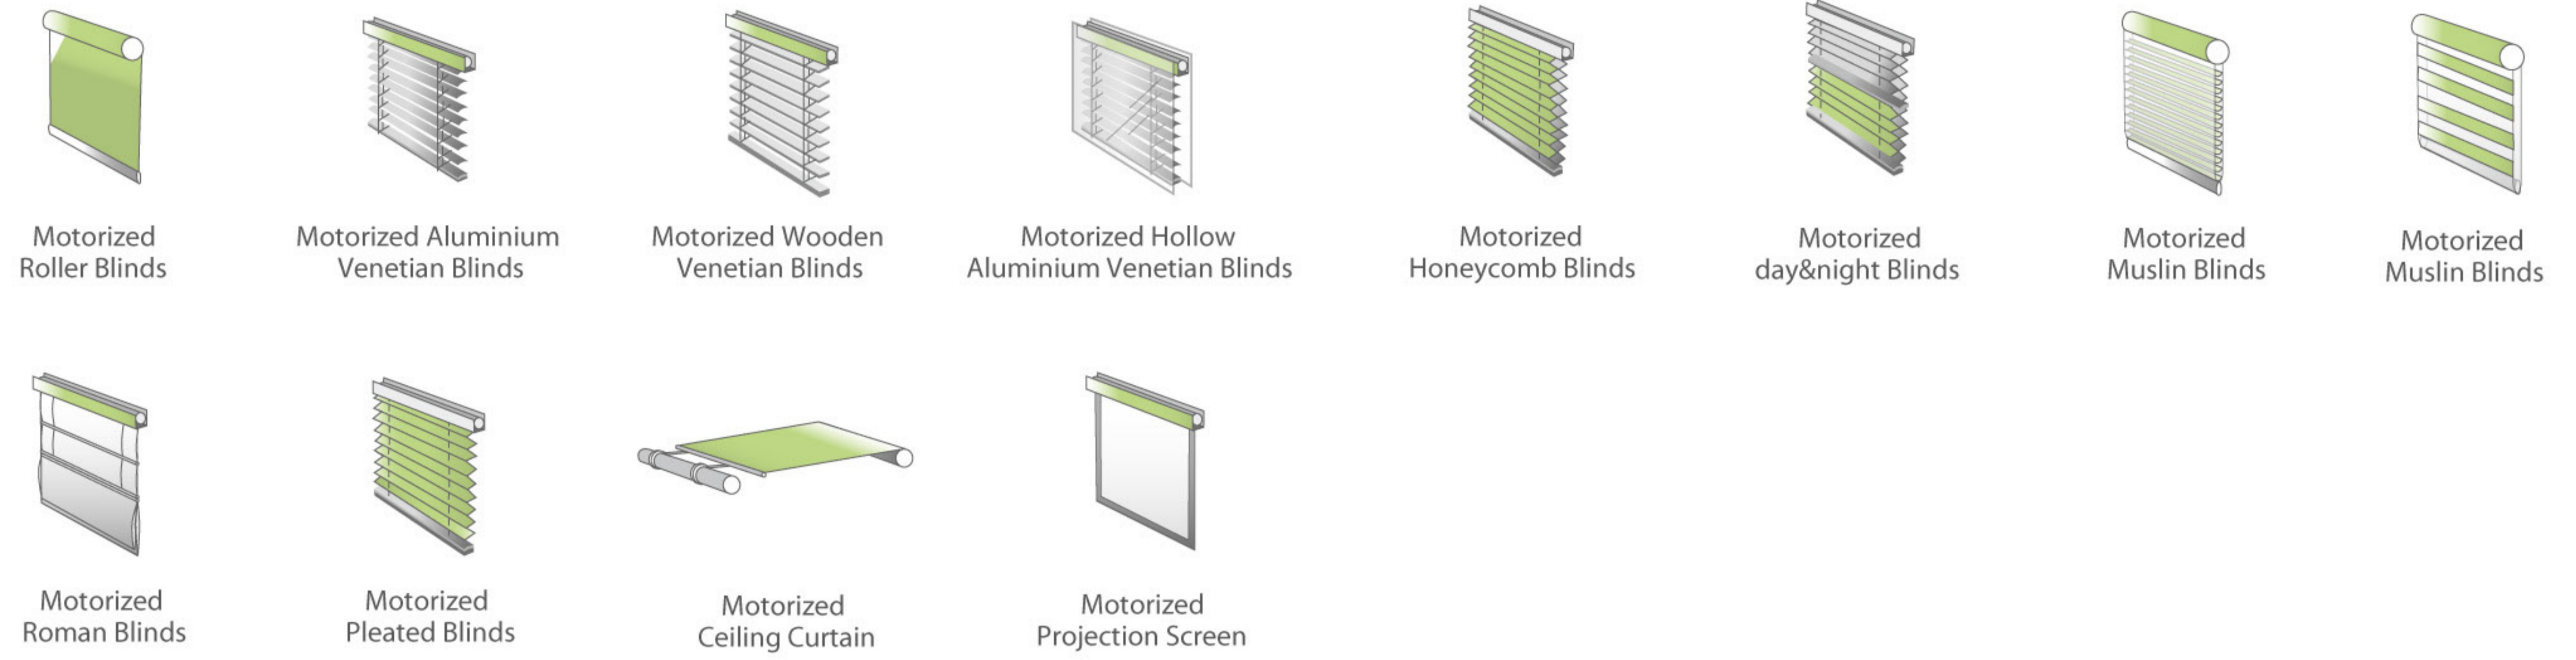 Motorized
Roller Blinds
Motorized Aluminium
Venetian Blinds
Motorized Wooden
Venetian Blinds
Motorized Hollow
Aluminium Venetian Blinds
Motorized
Honeycomb Blinds
Motorized
day&night Blinds
Motorized
Muslin Blinds
Motorized
Muslin Blinds
Motorized
Roman Blinds
Motorized
Pleated Blinds
Motorized
Ceiling Curtain
Motorized
Projection Screen